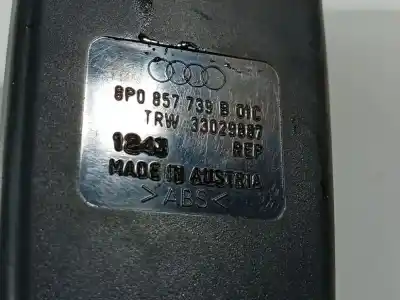 8P0 857 739 B 01C
TRW 33029887
1243 REP
MADE IN AUSTRIA
>ABS<